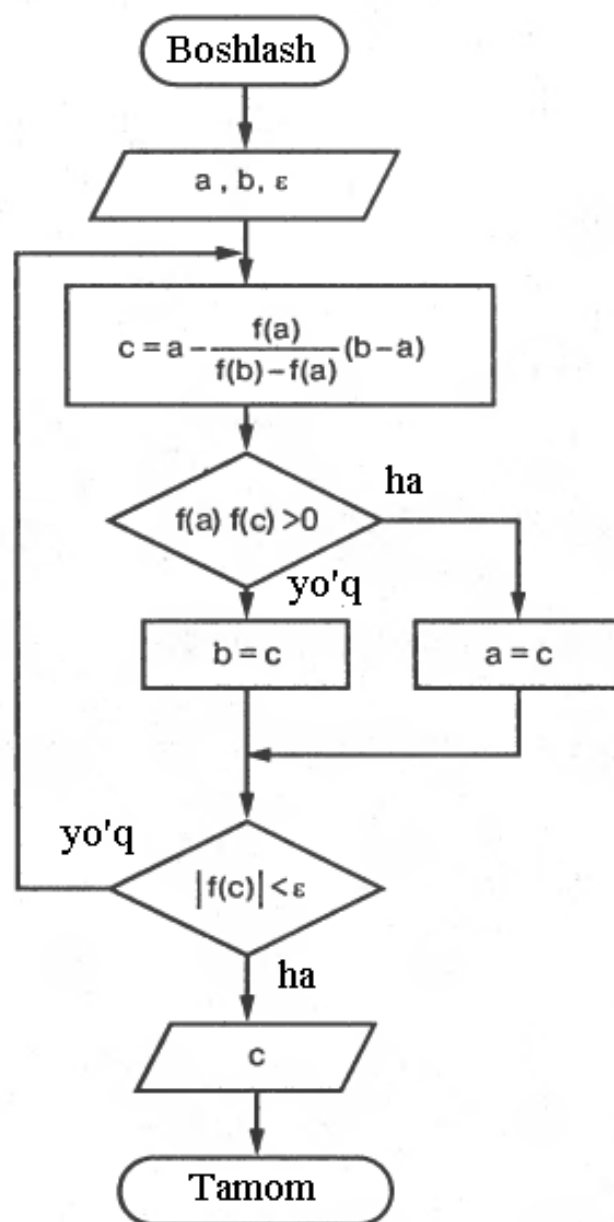 Boshlash
a , b, ε
c = a - f(a) / f(b) - f(a) (b - a)
f(a) f(c) >0
ha
yo'q
b = c
a = c
yo'q
|f(c)| < ε
ha
c
Tamom